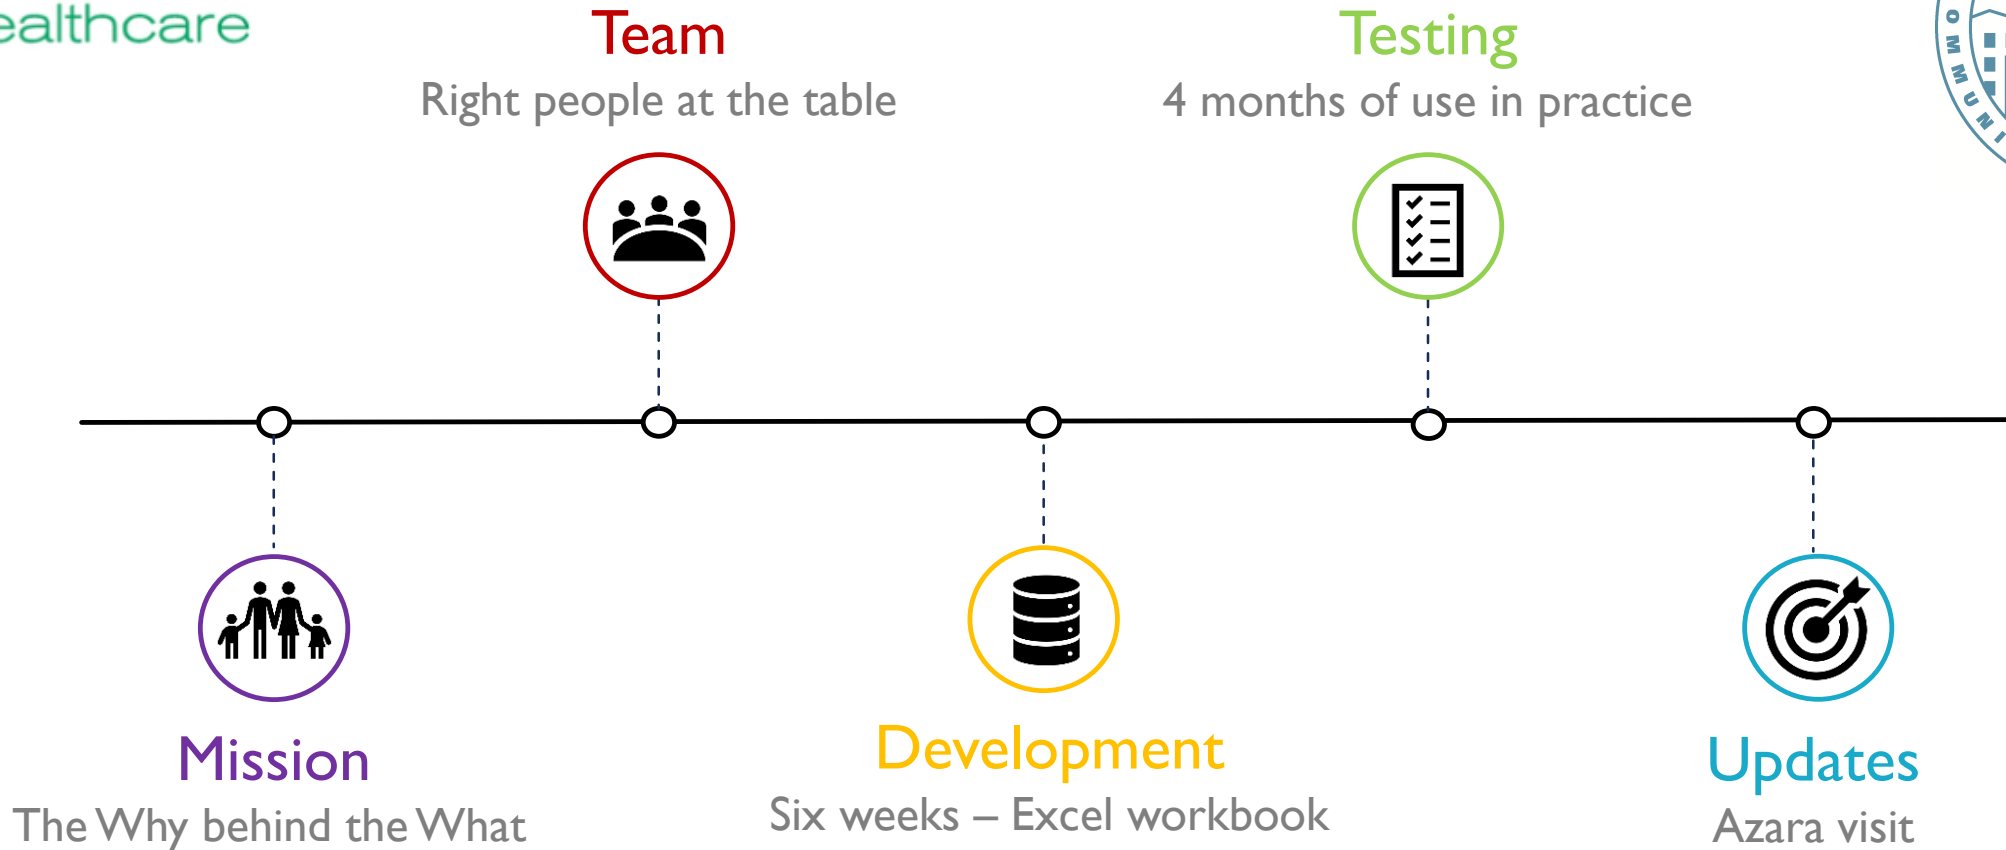 ealthcare
Team
Right people at the table
Testing
4 months of use in practice
Mission
The Why behind the What
Development
Six weeks – Excel workbook
Updates
Azara visit